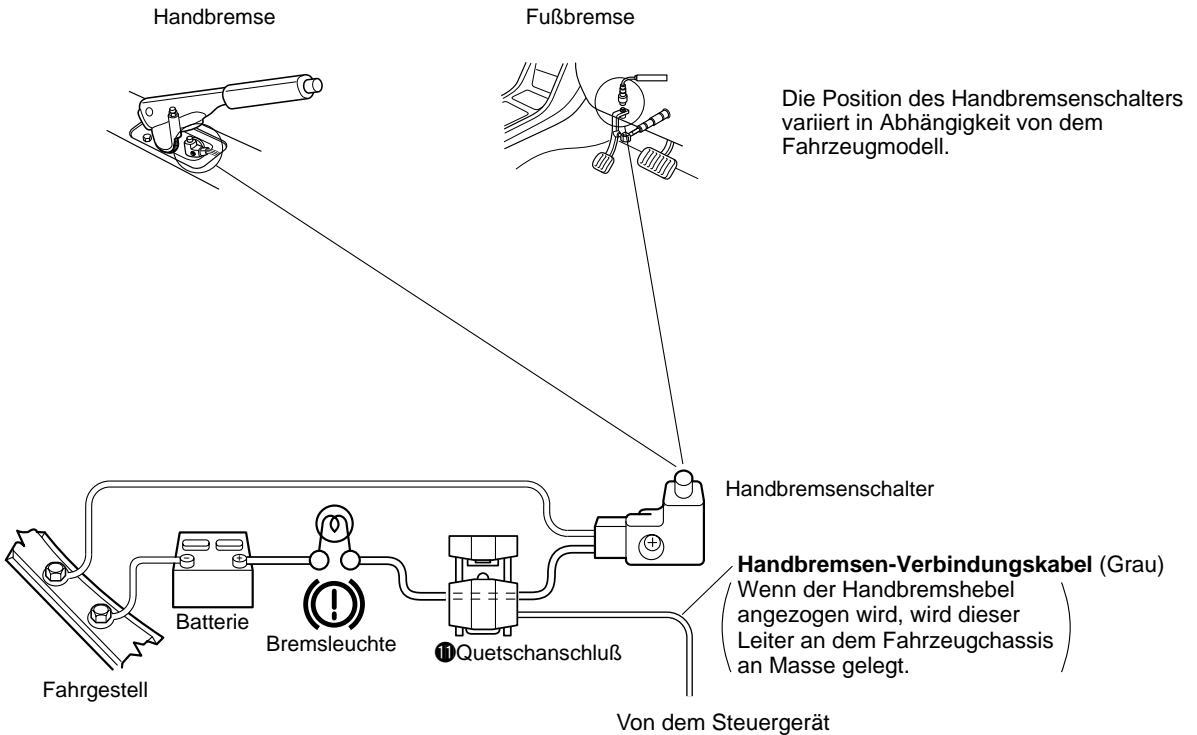 Handbremse
Fußbremse
Die Position des Handbremsenschalters
variiert in Abhängigkeit von dem
Fahrzeugmodell.
Handbremsenschalter
Handbremsen-Verbindungskabel (Grau)
Wenn der Handbremshebel
angezogen wird, wird dieser
Leiter an dem Fahrzeugchassis
an Masse gelegt.
Batterie
Bremsleuchte
⓫Quetschanschluß
Fahrgestell
Von dem Steuergerät